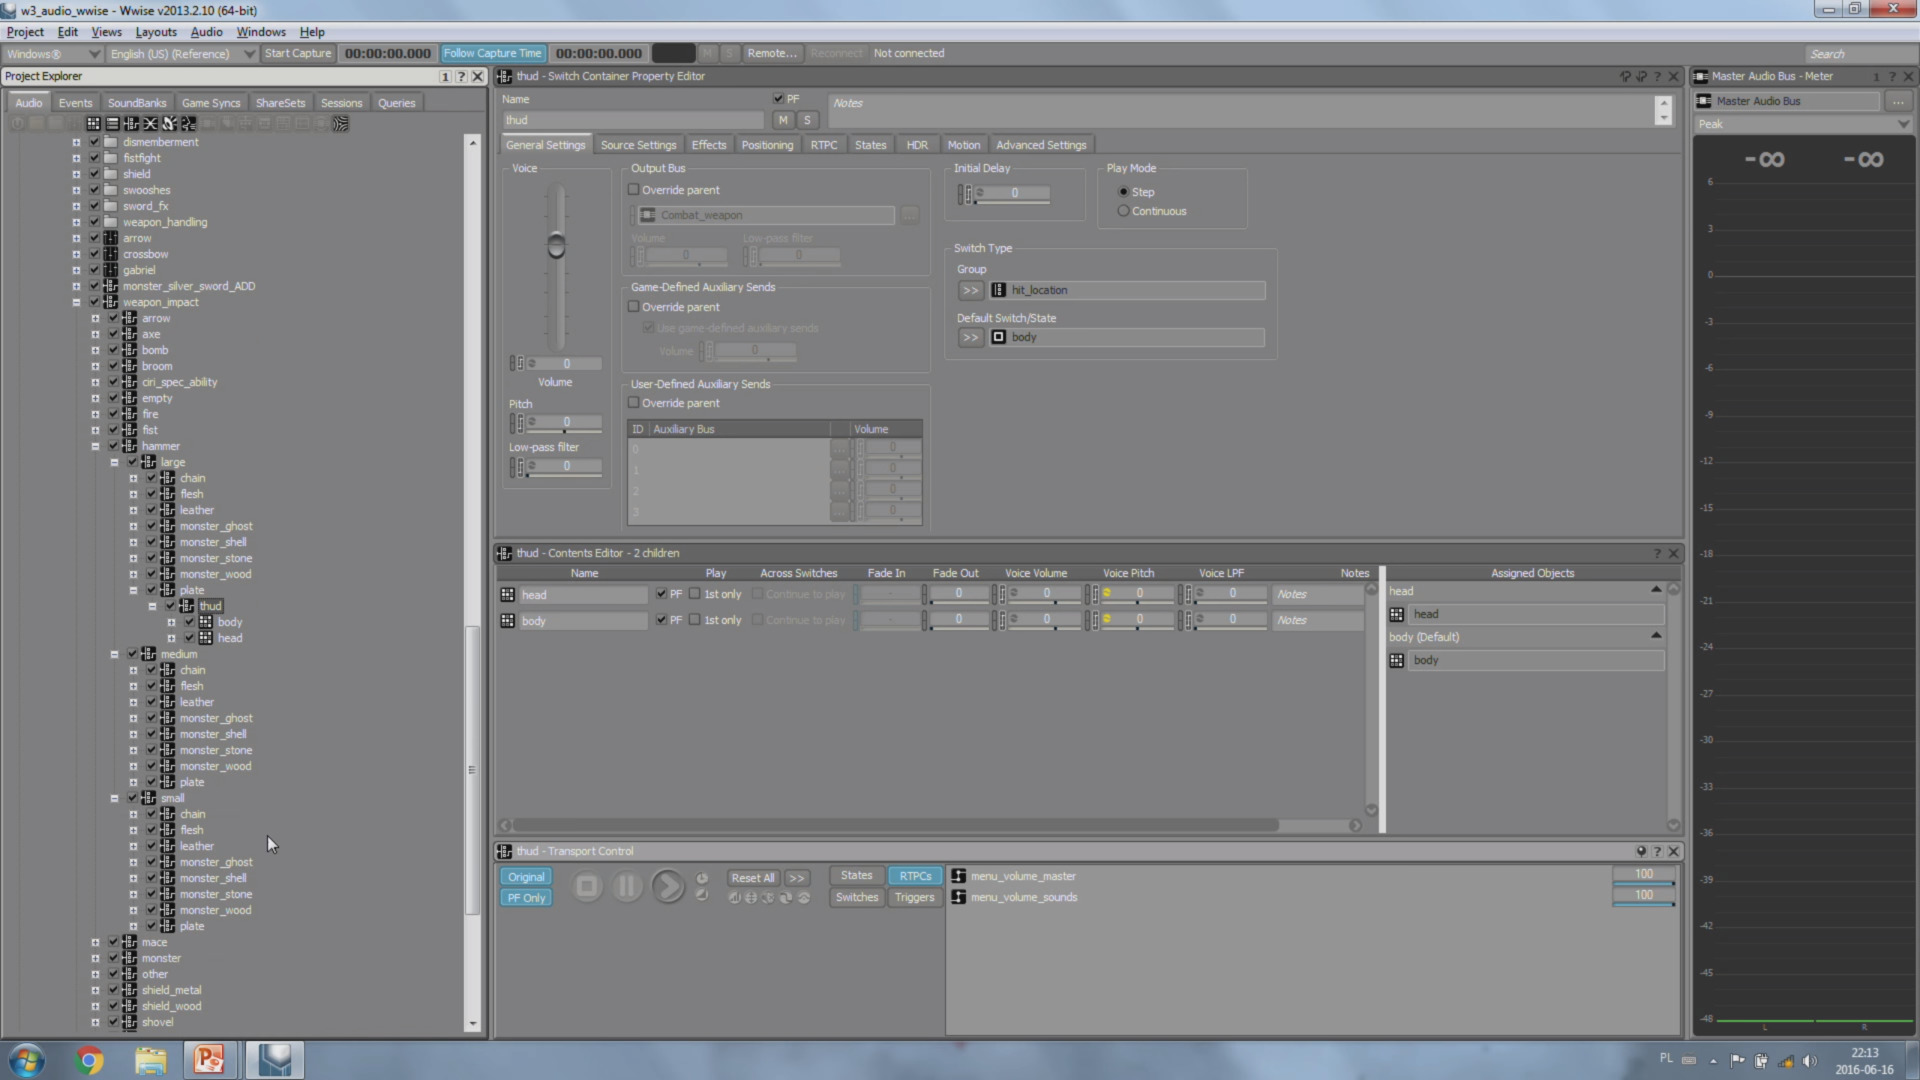 w3_audio_wwise - Wwise v2013.2.10 (64-bit)
Project Edit Views Layouts Audio Windows Help
Windows® English (US) (Reference) Start Capture 00:00:00.000 Follow Capture Time 00:00:00.000 M S Remote... Reconnect Not connected Search
Project Explorer 1 ?
Audio Events SoundBanks Game Syncs ShareSets Sessions Queries
dismemberment
fistfight
shield
swooshes
sword_fx
weapon_handling
arrow
crossbow
gabriel
monster_silver_sword_ADD
weapon_impact
arrow
axe
bomb
broom
ciri_spec_ability
empty
fire
fist
hammer
large
chain
flesh
leather
monster_ghost
monster_shell
monster_stone
monster_wood
plate
thud
body
head
medium
chain
flesh
leather
monster_ghost
monster_shell
monster_stone
monster_wood
plate
small
chain
flesh
leather
monster_ghost
monster_shell
monster_stone
monster_wood
plate
mace
monster
other
shield_metal
shield_wood
shovel
thud - Switch Container Property Editor ?
Name PF Notes
thud M S
General Settings Source Settings Effects Positioning RTPC States HDR Motion Advanced Settings
Voice
0
Volume
Pitch
0
Low-pass filter
0
Output Bus
Override parent
Combat_weapon ...
Volume Low-pass filter
0 0
Game-Defined Auxiliary Sends
Override parent
Use game-defined auxiliary sends
Volume 0
User-Defined Auxiliary Sends
Override parent
ID Auxiliary Bus Volume
0 ... 0
1 ... 0
2 ... 0
3 ... 0
Initial Delay
0
Play Mode
Step
Continuous
Switch Type
Group
>> hit_location
Default Switch/State
>> body
thud - Contents Editor - 2 children ?
Name Play Across Switches Fade In Fade Out Voice Volume Voice Pitch Voice LPF Notes Assigned Objects
head PF 1st only Continue to play - 0 0 0 0 Notes
body PF 1st only Continue to play - 0 0 0 0 Notes
head
head
body (Default)
body
thud - Transport Control ?
Original Reset All >> States RTPCs
PF Only Switches Triggers
menu_volume_master 100
menu_volume_sounds 100
Master Audio Bus - Meter 1 ?
Master Audio Bus ...
Peak
-∞ -∞
6
3
0
-3
-6
-9
-12
-15
-18
-21
-24
-27
-30
-33
-36
-39
-42
-45
-48
L R
PL
22:13
2016-06-16